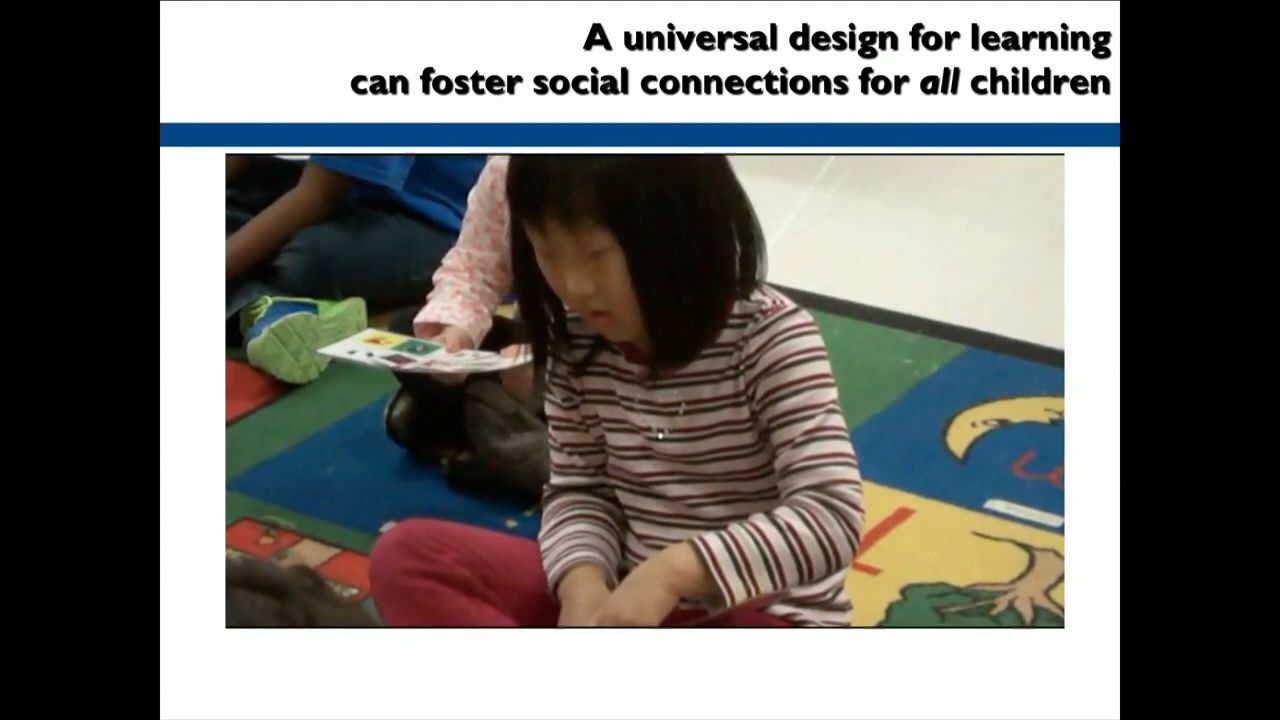 A universal design for learning
can foster social connections for all children